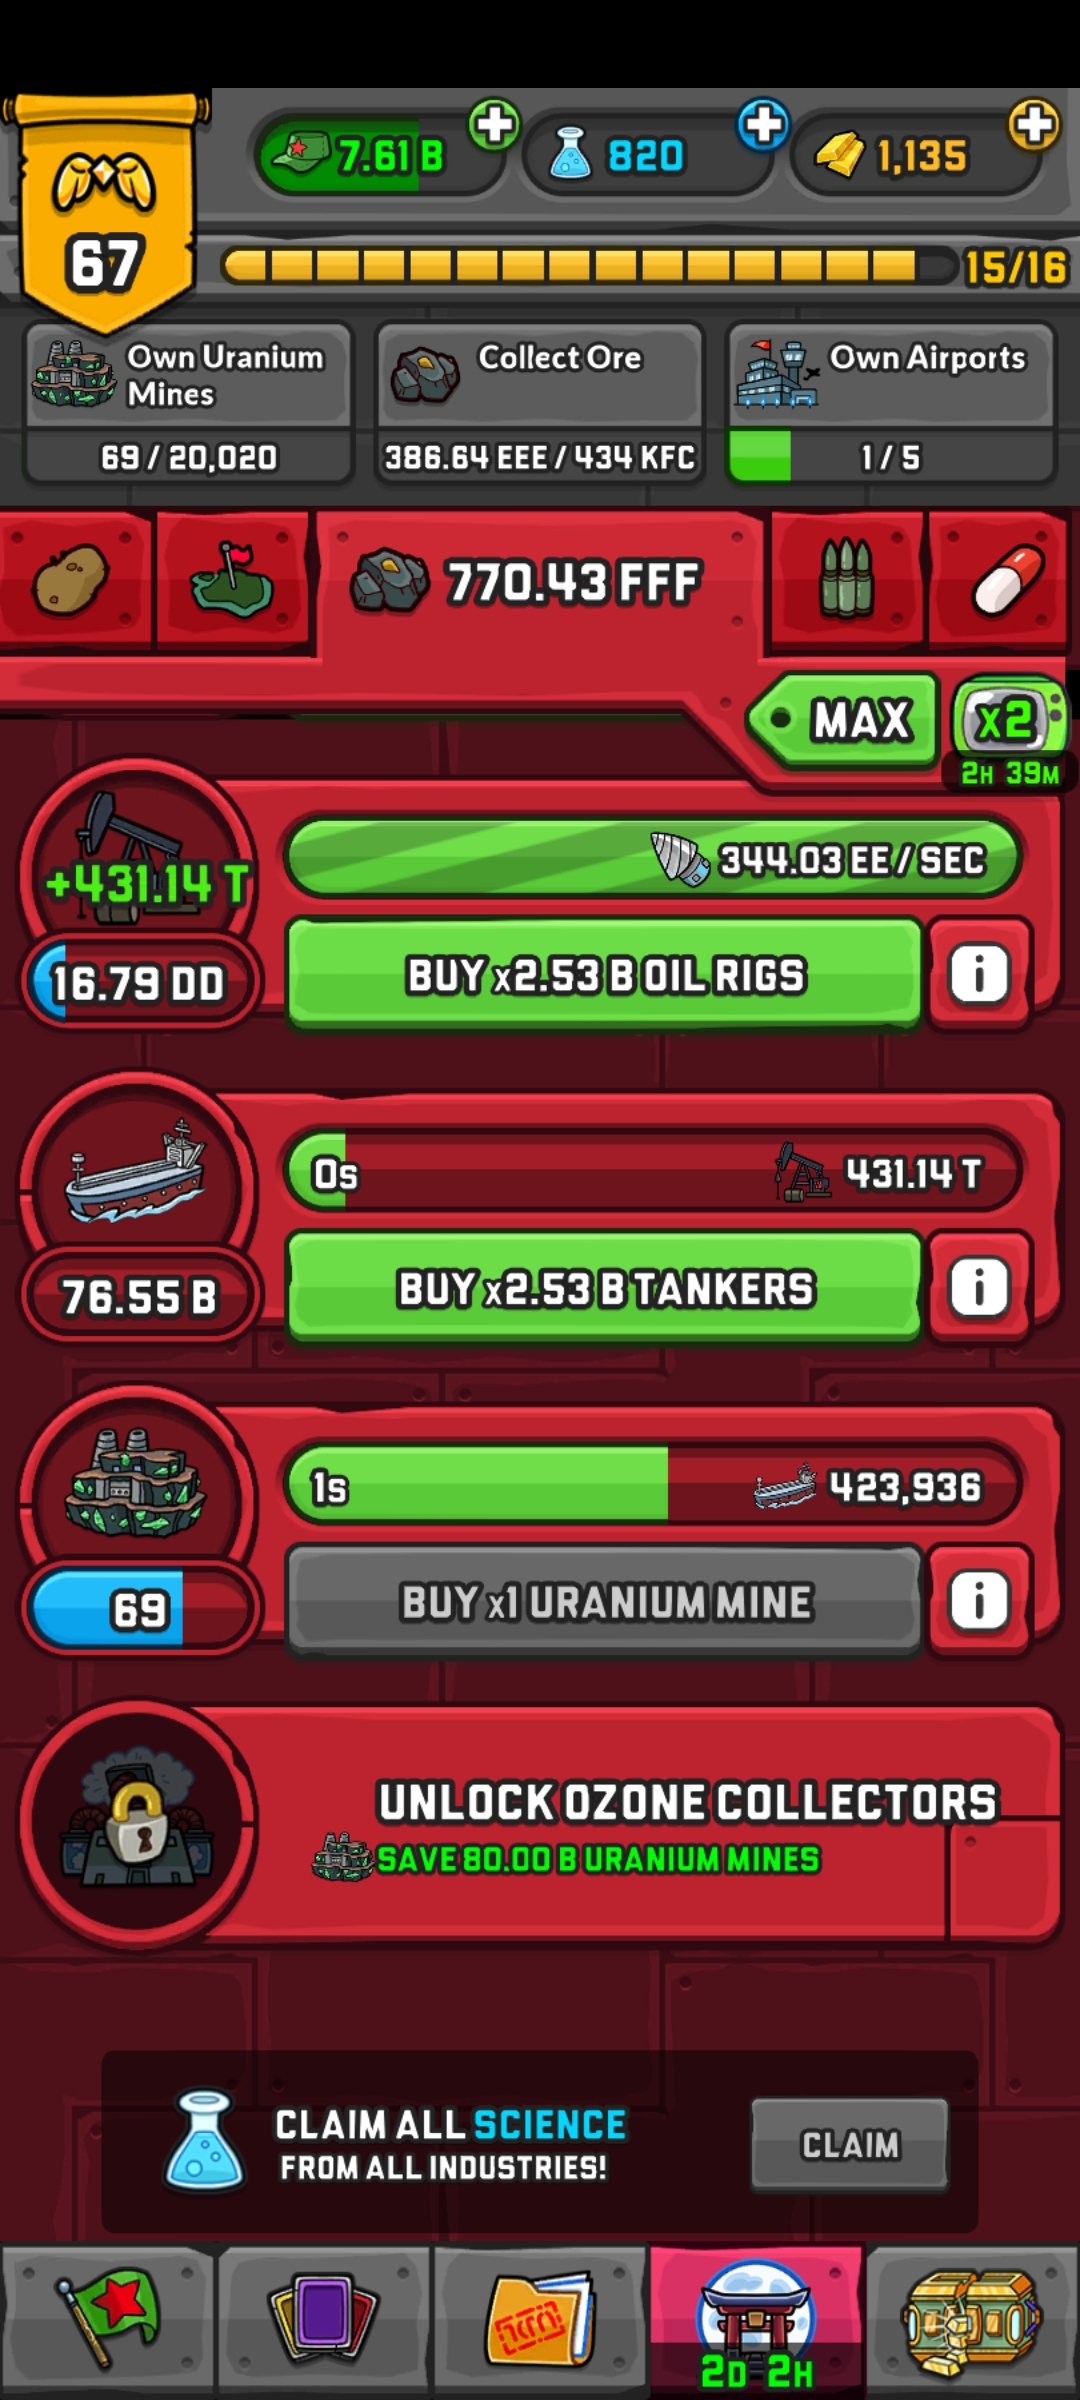 7.61 B
820
1,135
67
15/16
Own Uranium
Mines
69 / 20,020
Collect Ore
386.64 EEE / 434 KFC
Own Airports
1 / 5
770.43 FFF
MAX
x2
2H 39M
+431.14 T
344.03 EE / SEC
16.79 DD
BUY x2.53 B OIL RIGS
i
0s
431.14 T
76.55 B
BUY x2.53 B TANKERS
i
1s
423,936
69
BUY x1 URANIUM MINE
i
UNLOCK OZONE COLLECTORS
SAVE 80.00 B URANIUM MINES
CLAIM ALL SCIENCE
FROM ALL INDUSTRIES!
CLAIM
2D 2H